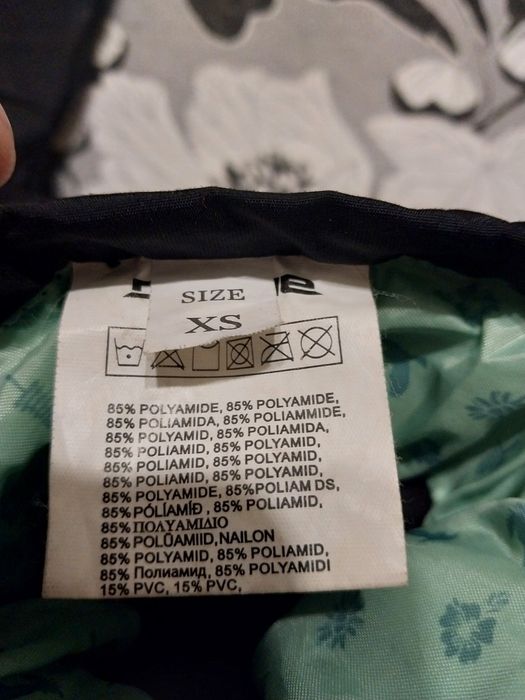 SIZE
XS
85% POLYAMIDE, 85% POLYAMIDE,
85% POLIAMIDA, 85% POLIAMMIDE,
85% POLYAMID, 85% POLIAMIDA,
85% POLIAMID, 85% POLYAMID,
85% POLIAMID, 85% POLYAMID,
85% POLIAMID, 85% POLIAMID,
85% POLYAMIDE, 85%POLIAM DS,
85% PÓLÍAMÍÐ, 85% POLIAMID,
85% ΠΟΛΥΑΜΙΔΙΟ
85% POLÜAMIID,NAILON
85% POLYAMID, 85% POLIAMID,
85% Полиамид, 85% POLYAMIDI
15% PVC, 15% PVC,